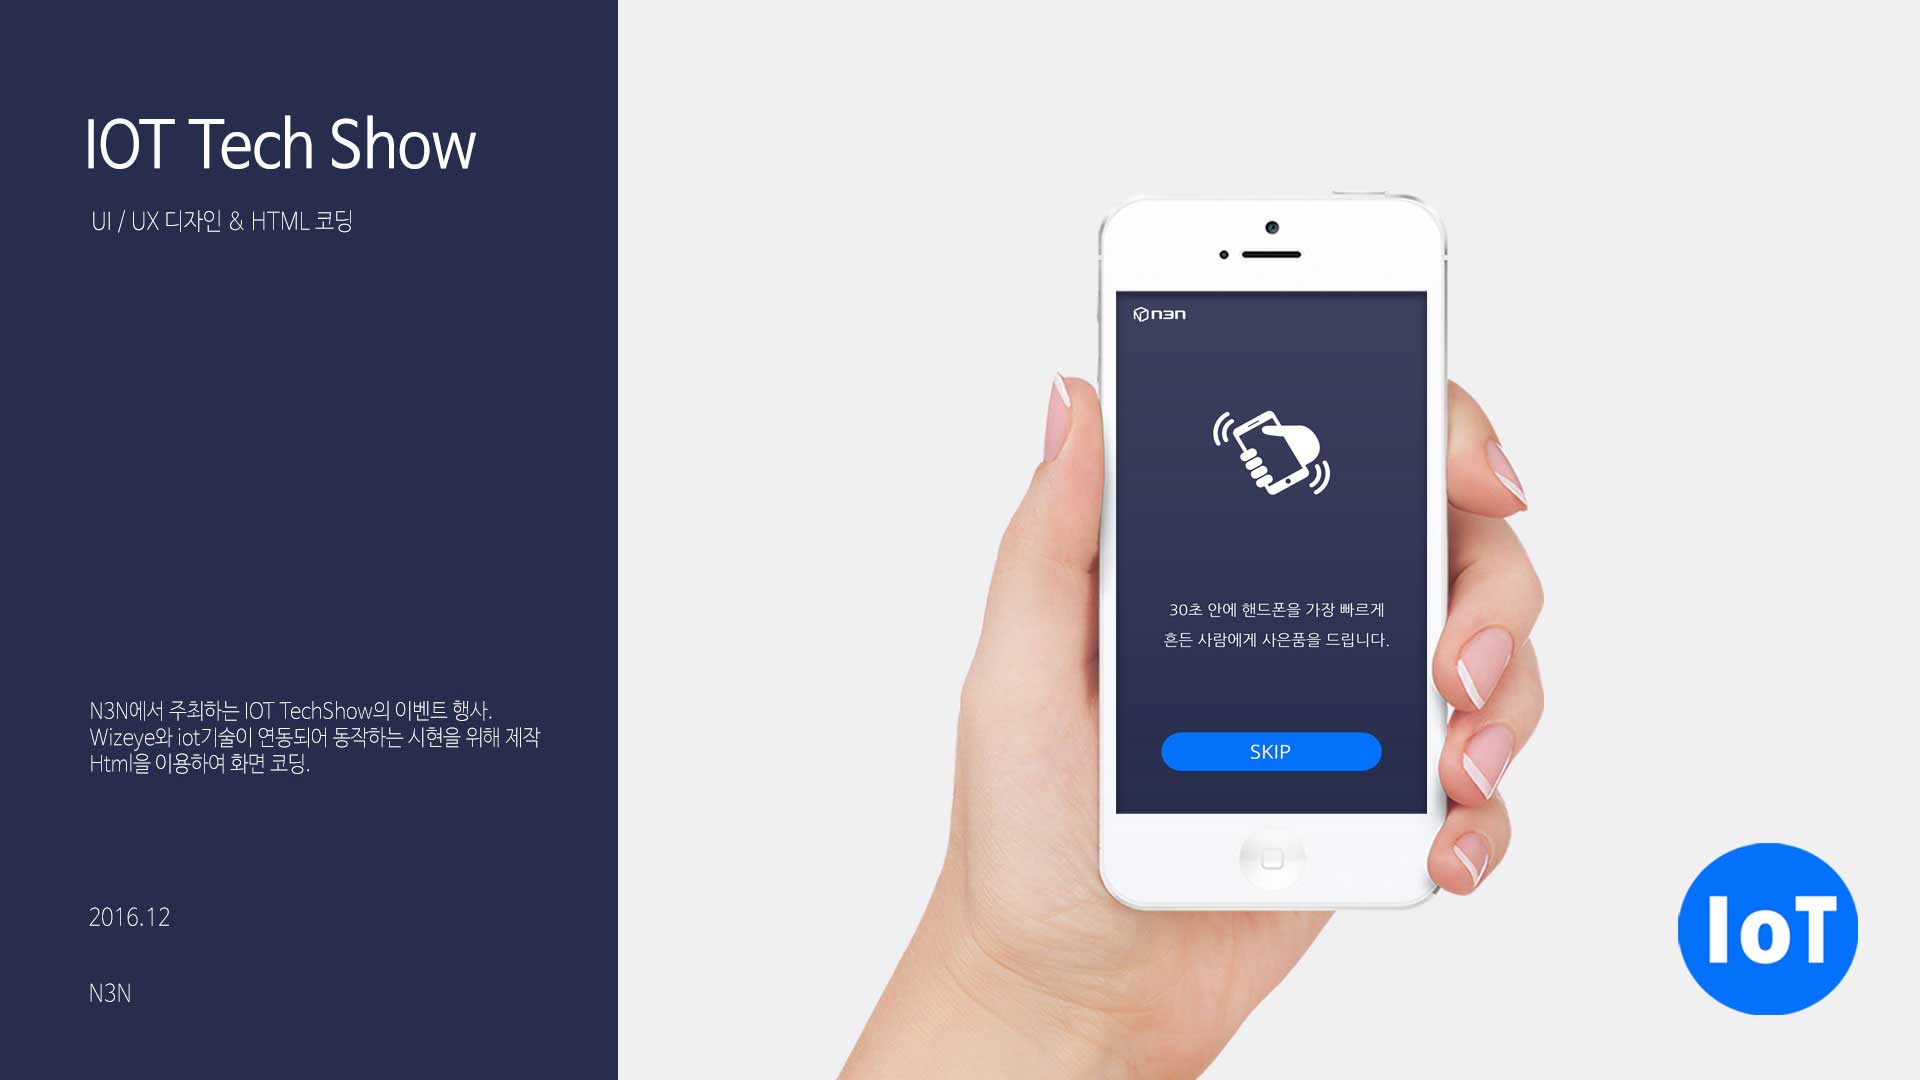 IOT Tech Show
UI / UX 디자인 & HTML 코딩
N3N에서 주최하는 IOT TechShow의 이벤트 행사.
Wizeye와 iot기술이 연동되어 동작하는 시현을 위해 제작
Html을 이용하여 화면 코딩.
2016.12
N3N
n3n
30초 안에 핸드폰을 가장 빠르게
흔든 사람에게 사은품을 드립니다.
SKIP
IoT